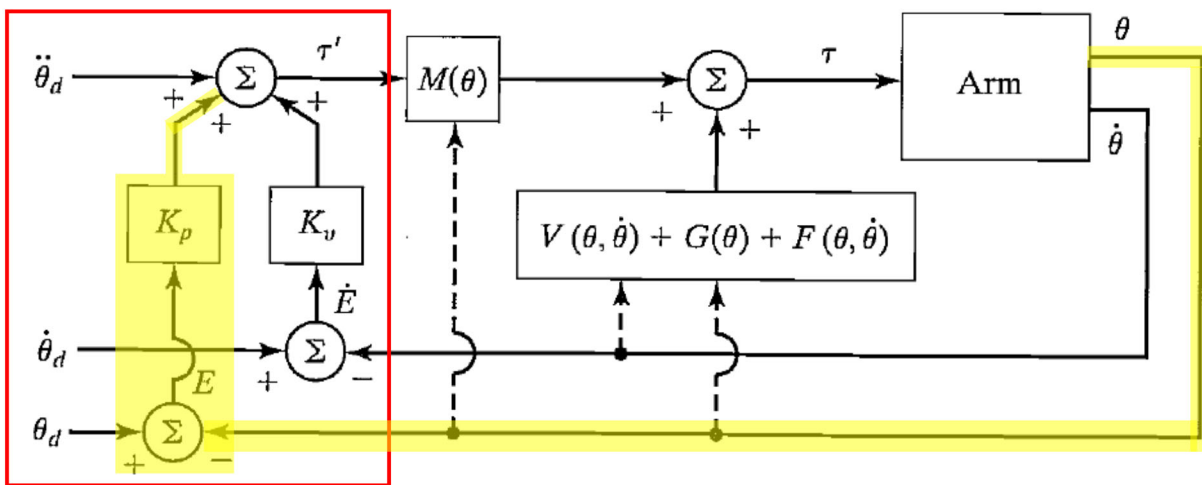 θ̈_d
Σ
τ′
M(θ)
Σ
τ
Arm
θ
θ̇
+
+
+
+
+
K_p
K_v
V(θ, θ̇) + G(θ) + F(θ, θ̇)
Ė
θ̇_d
Σ
+
−
E
θ_d
Σ
+
−